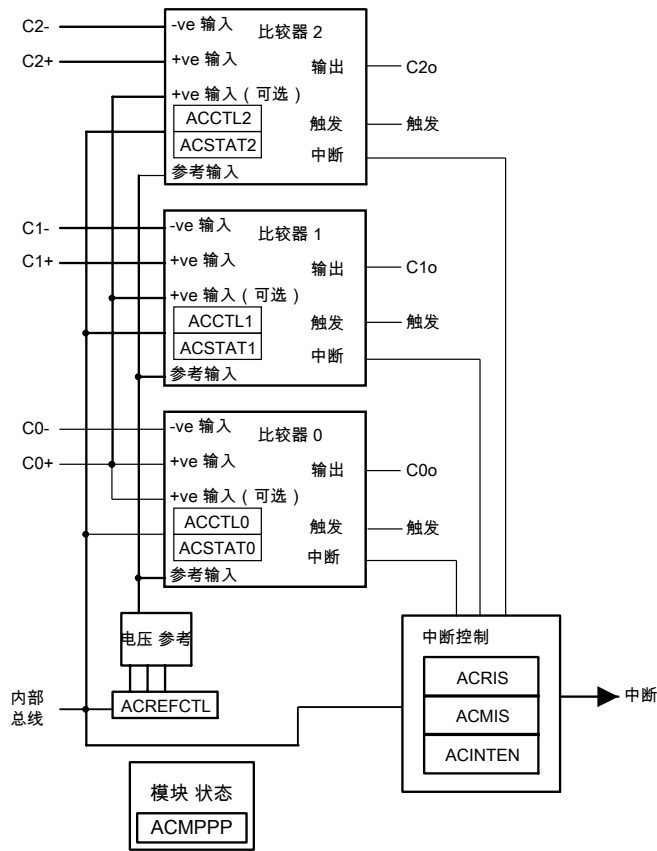 C2-
-ve 输入
比较器 2
C2+
+ve 输入
输出
C2o
+ve 输入（可选）
ACCTL2
触发
触发
ACSTAT2
中断
参考输入
C1-
-ve 输入
比较器 1
C1+
+ve 输入
输出
C1o
+ve 输入（可选）
ACCTL1
触发
触发
ACSTAT1
中断
参考输入
C0-
-ve 输入
比较器 0
C0+
+ve 输入
输出
C0o
+ve 输入（可选）
ACCTL0
触发
触发
ACSTAT0
中断
参考输入
电压 参考
中断控制
ACRIS
内部
总线
ACREFCTL
中断
ACMIS
ACINTEN
模块 状态
ACMPPP